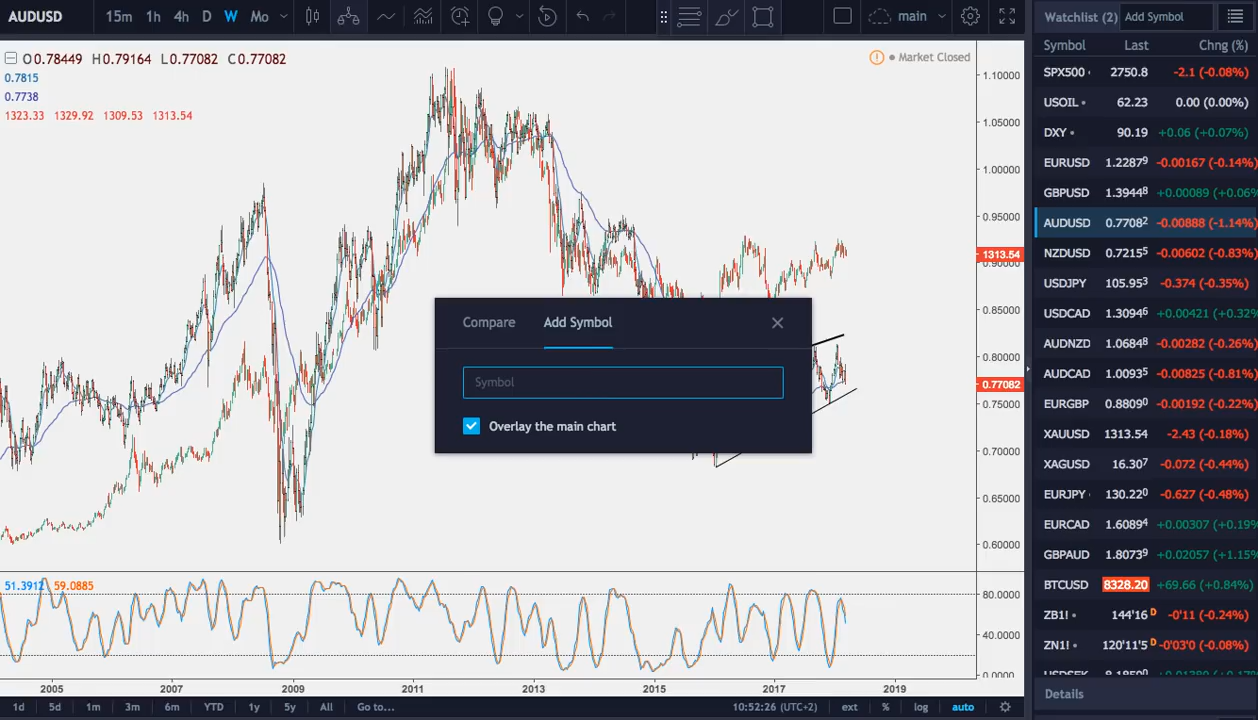 AUDUSD 15m 1h 4h D W Mo main Watchlist (2) Add Symbol
O0.78449 H0.79164 L0.77082 C0.77082 Market Closed
0.7815
0.7738
1323.33 1329.92 1309.53 1313.54
1.10000
1.05000
1.00000
0.95000
1313.54
0.90000
0.85000
0.80000
0.77082
0.75000
0.70000
0.65000
0.60000
Compare Add Symbol
Symbol
Overlay the main chart
51.3912 59.0885
80.0000
40.0000
0.0000
2005 2007 2009 2011 2013 2015 2017 2019
1d 5d 1m 3m 6m YTD 1y 5y All Go to... 10:52:26 (UTC+2) ext % log auto
Symbol Last Chng (%)
SPX500 2750.8 -2.1 (-0.08%)
USOIL 62.23 0.00 (0.00%)
DXY 90.19 +0.06 (+0.07%)
EURUSD 1.22879 -0.00167 (-0.14%)
GBPUSD 1.39448 +0.00089 (+0.06%
AUDUSD 0.77082 -0.00888 (-1.14%)
NZDUSD 0.72155 -0.00602 (-0.83%)
USDJPY 105.953 -0.374 (-0.35%)
USDCAD 1.30946 +0.00421 (+0.32%
AUDNZD 1.06848 -0.00282 (-0.26%)
AUDCAD 1.00935 -0.00825 (-0.81%)
EURGBP 0.88090 -0.00192 (-0.22%)
XAUUSD 1313.54 -2.43 (-0.18%)
XAGUSD 16.307 -0.072 (-0.44%)
EURJPY 130.220 -0.627 (-0.48%)
EURCAD 1.60894 +0.00307 (+0.19%
GBPAUD 1.80739 +0.02057 (+1.15%
BTCUSD 8328.20 +69.66 (+0.84%)
ZB1! 144'16 D -0'11 (-0.24%)
ZN1! 120'11'5 D -0'03'0 (-0.08%)
Details